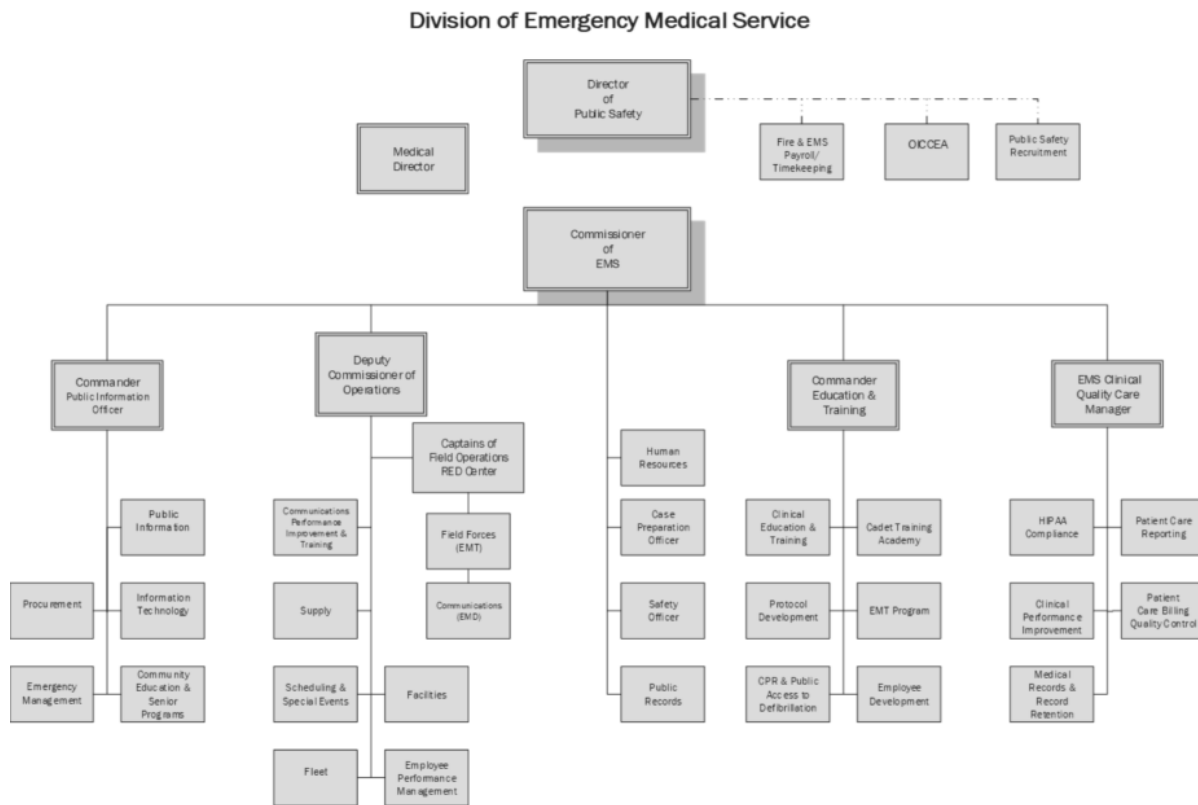 Division of Emergency Medical Service
Director
of
Public Safety
Medical
Director
Fire & EMS
Payroll/
Timekeeping
OICCEA
Public Safety
Recruitment
Commissioner
of
EMS
Commander
Public Information
Officer
Deputy
Commissioner of
Operations
Commander
Education &
Training
EMS Clinical
Quality Care
Manager
Captains of
Field Operations
RED Center
Human
Resources
Public
Information
Communications
Performance
Improvement &
Training
Field Forces
(EMT)
Case
Preparation
Officer
Clinical
Education &
Training
Cadet Training
Academy
HIPAA
Compliance
Patient Care
Reporting
Procurement
Information
Technology
Supply
Communications
(EMD)
Safety
Officer
Protocol
Development
EMT Program
Clinical
Performance
Improvement
Patient
Care Billing
Quality Control
Emergency
Management
Community
Education &
Senior
Programs
Scheduling &
Special Events
Facilities
Public
Records
CPR & Public
Access to
Defibrillation
Employee
Development
Medical
Records &
Record
Retention
Fleet
Employee
Performance
Management